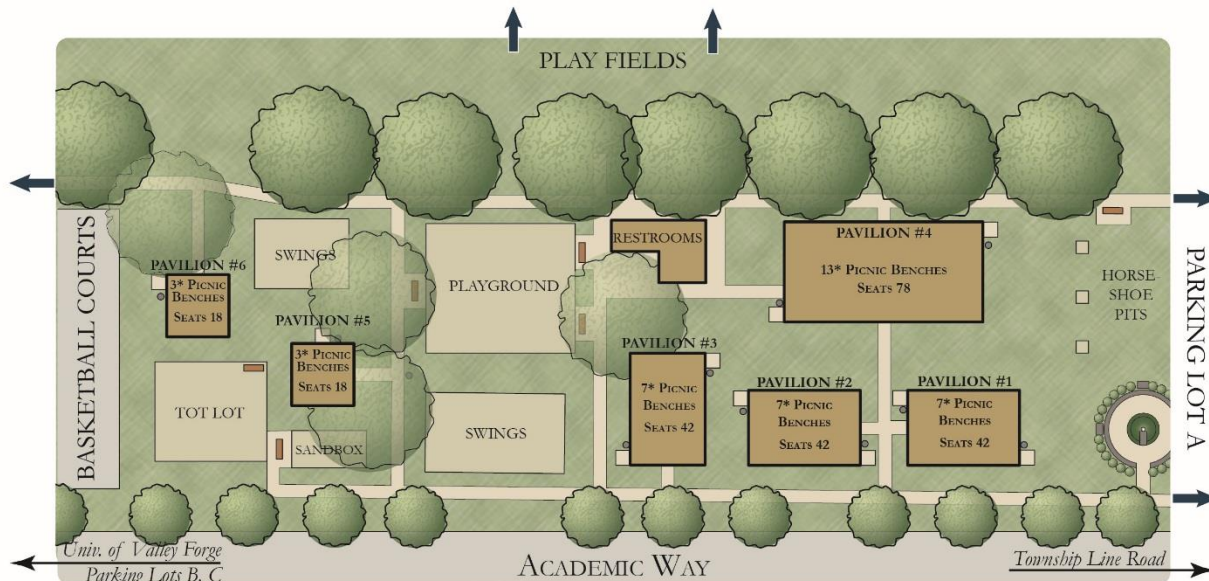 PLAY FIELDS
BASKETBALL COURTS
PAVILION #6
3* PICNIC
BENCHES
SEATS 18
SWINGS
PAVILION #5
3* PICNIC
BENCHES
SEATS 18
TOT LOT
SANDBOX
PLAYGROUND
SWINGS
RESTROOMS
PAVILION #3
7* PICNIC
BENCHES
SEATS 42
PAVILION #4
13* PICNIC BENCHES
SEATS 78
PAVILION #2
7* PICNIC
BENCHES
SEATS 42
PAVILION #1
7* PICNIC
BENCHES
SEATS 42
HORSE-
SHOE
PITS
PARKING LOT A
Univ. of Valley Forge
Parking Lots B, C
ACADEMIC WAY
Township Line Road